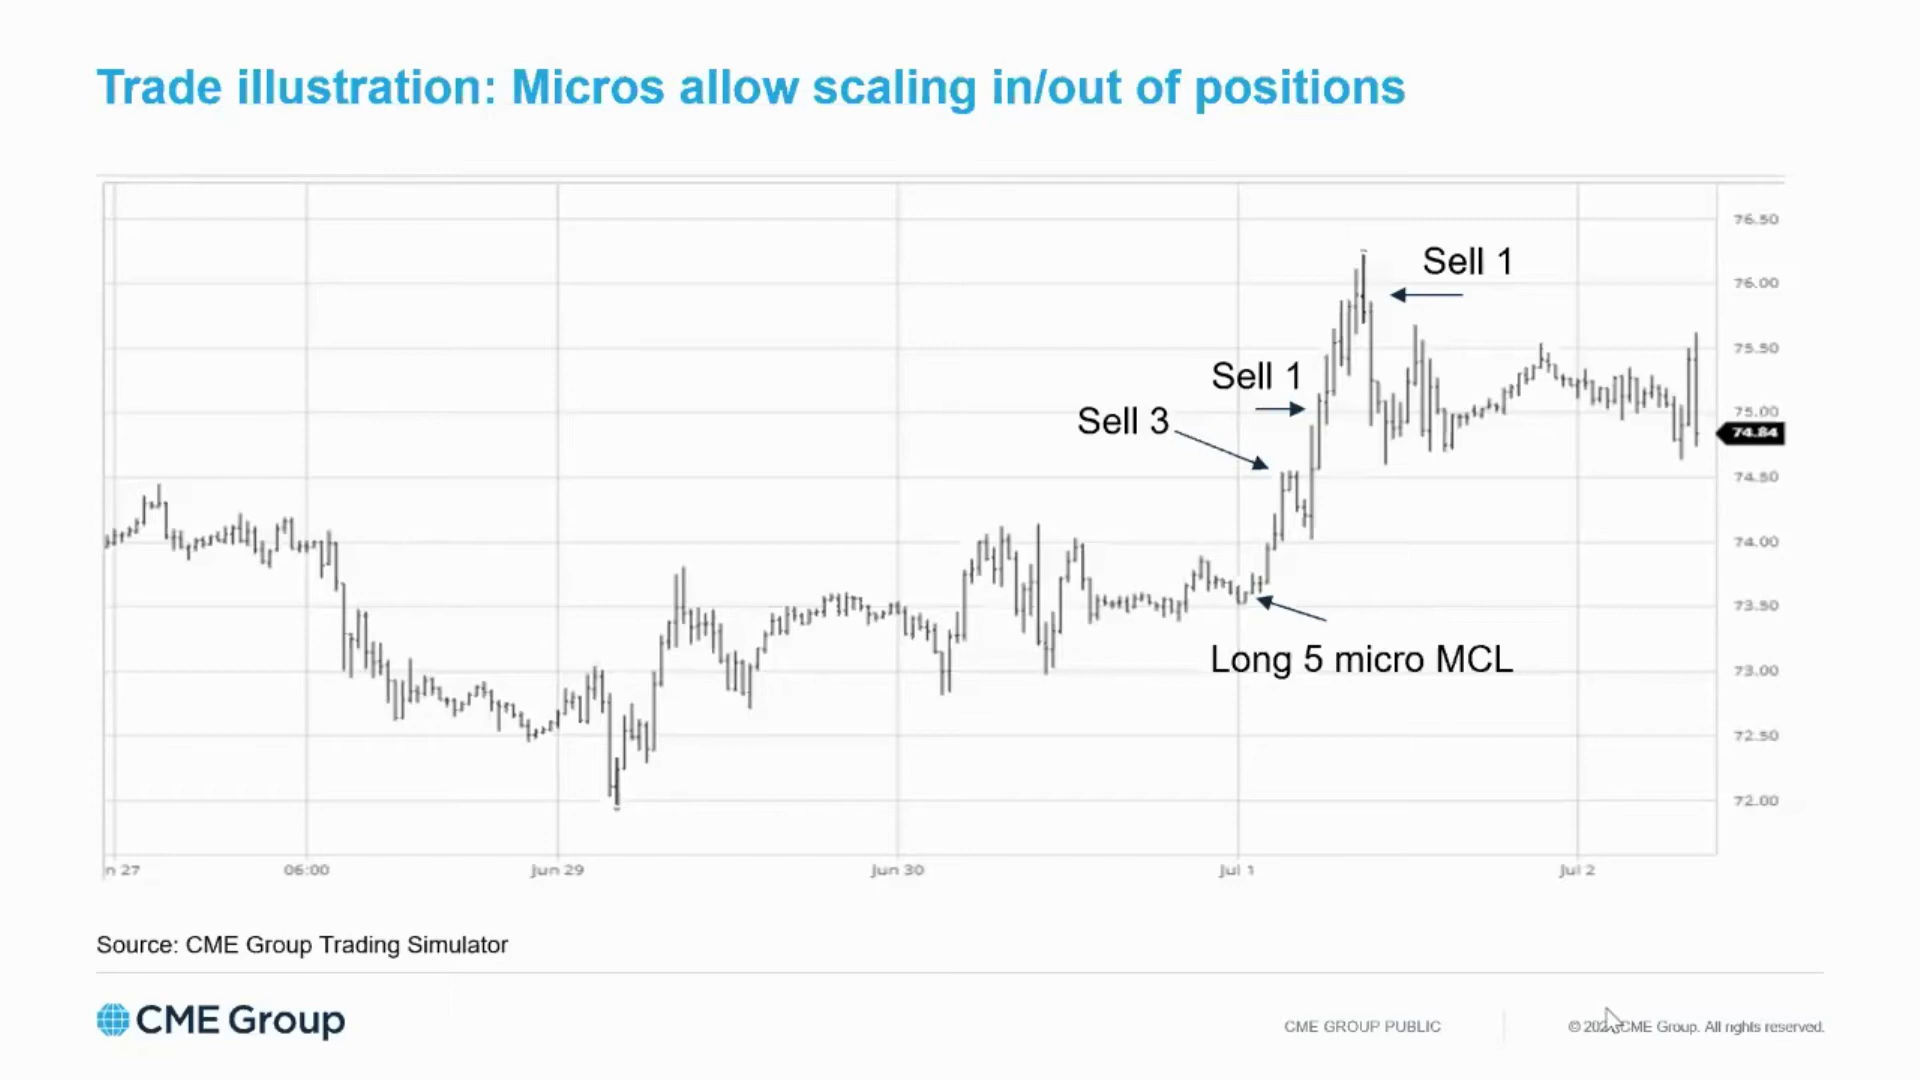 Trade illustration: Micros allow scaling in/out of positions
76.50
Sell 1
76.00
75.50
Sell 1
75.00
Sell 3
74.84
74.50
74.00
73.50
Long 5 micro MCL
73.00
72.50
72.00
n 27 06:00 Jun 29 Jun 30 Jul 1 Jul 2
Source: CME Group Trading Simulator
CME Group
CME GROUP PUBLIC
© CME Group. All rights reserved.